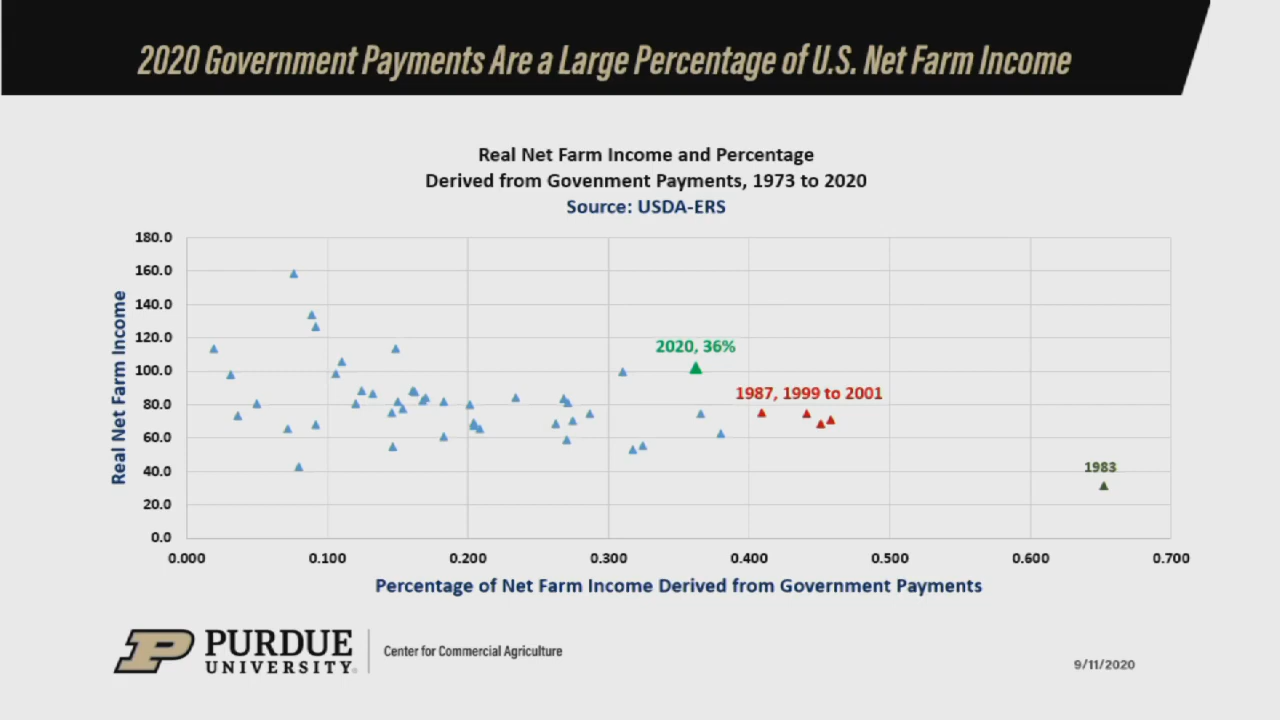 2020 Government Payments Are a Large Percentage of U.S. Net Farm Income
Real Net Farm Income and Percentage
Derived from Govenment Payments, 1973 to 2020
Source: USDA-ERS
Real Net Farm Income
180.0
160.0
140.0
120.0
100.0
80.0
60.0
40.0
20.0
0.0
2020, 36%
1987, 1999 to 2001
1983
0.000 0.100 0.200 0.300 0.400 0.500 0.600 0.700
Percentage of Net Farm Income Derived from Government Payments
P PURDUE
UNIVERSITY
Center for Commercial Agriculture
9/11/2020